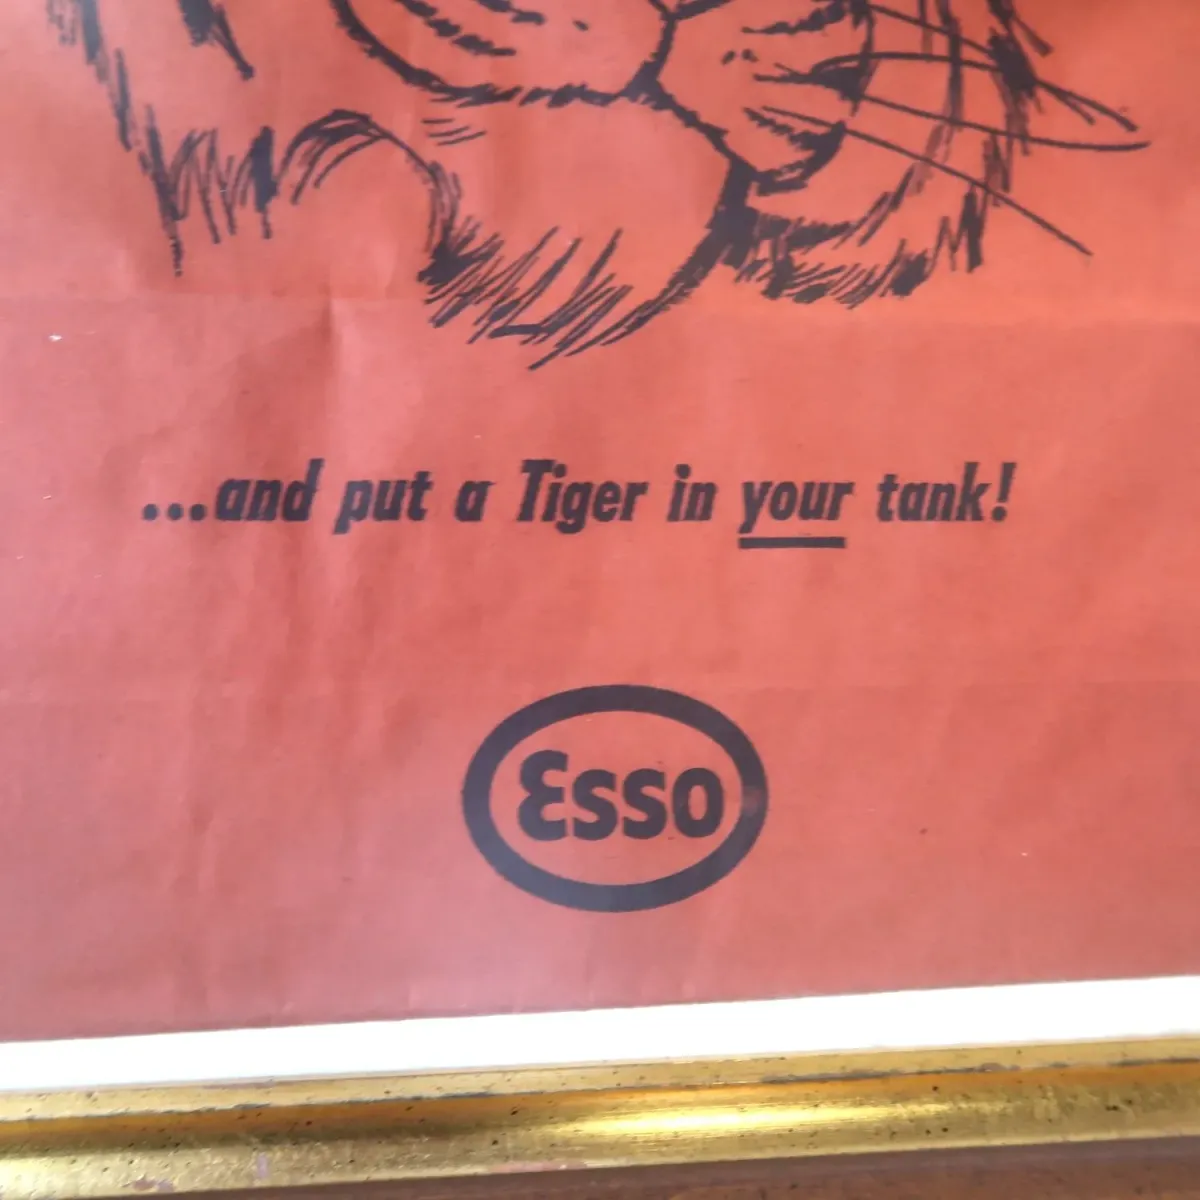 ...and put a Tiger in your tank!
Esso